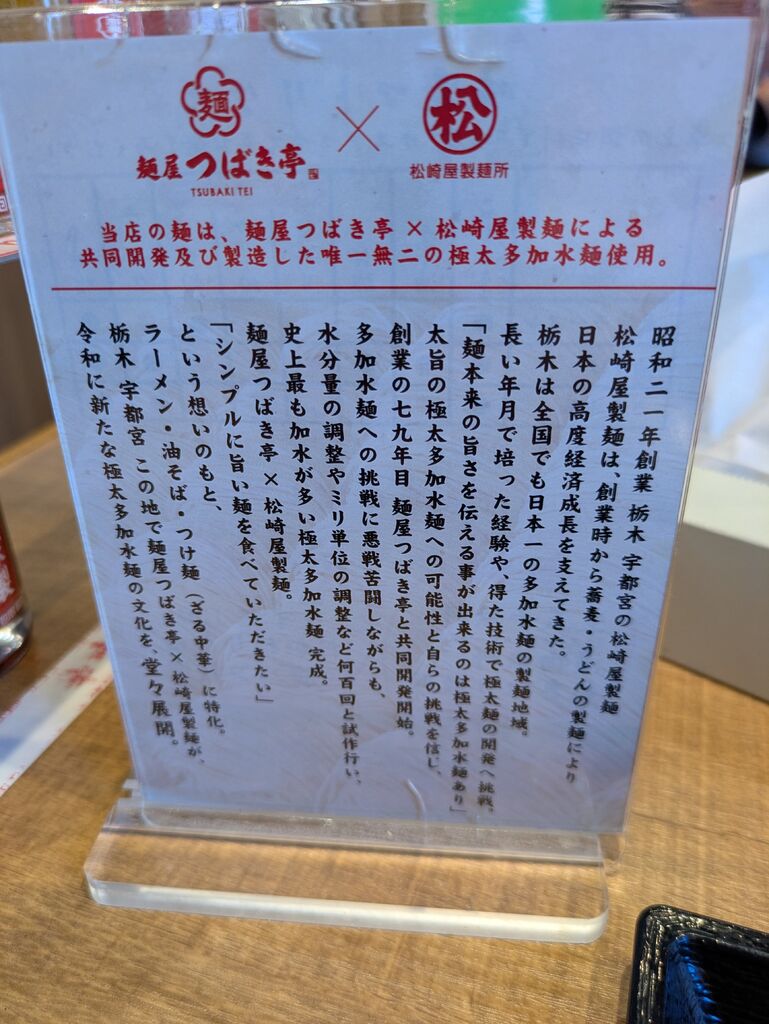 麺
麺屋つばき亭
TSUBAKI TEI
×
松
松崎屋製麺所
当店の麺は、麺屋つばき亭×松崎屋製麺による
共同開発及び製造した唯一無二の極太多加水麺使用。
昭和二一年創業 栃木 宇都宮の松崎屋製麺
松崎屋製麺は、創業時から蕎麦・うどんの製麺により
日本の高度経済成長を支えてきた。
栃木は全国でも日本一の多加水麺の製麺地域。
長い年月で培った経験や、得た技術で極太麺の開発へ挑戦。
「麺本来の旨さを伝える事が出来るのは極太多加水麺あり」
太旨の極太多加水麺への可能性と自らの挑戦を信じ、
創業の七九年目 麺屋つばき亭と共同開発開始。
多加水麺への挑戦に悪戦苦闘しながらも、
水分量の調整やミリ単位の調整など何百回と試作行い、
史上最も加水が多い極太多加水麺 完成。
麺屋つばき亭×松崎屋製麺。
「シンプルに旨い麺を食べていただきたい」
という想いのもと、
ラーメン・油そば・つけ麺（ざる中華）に特化。
栃木 宇都宮 この地で麺屋つばき亭×松崎屋製麺が、
令和に新たな極太多加水麺の文化を、堂々展開。